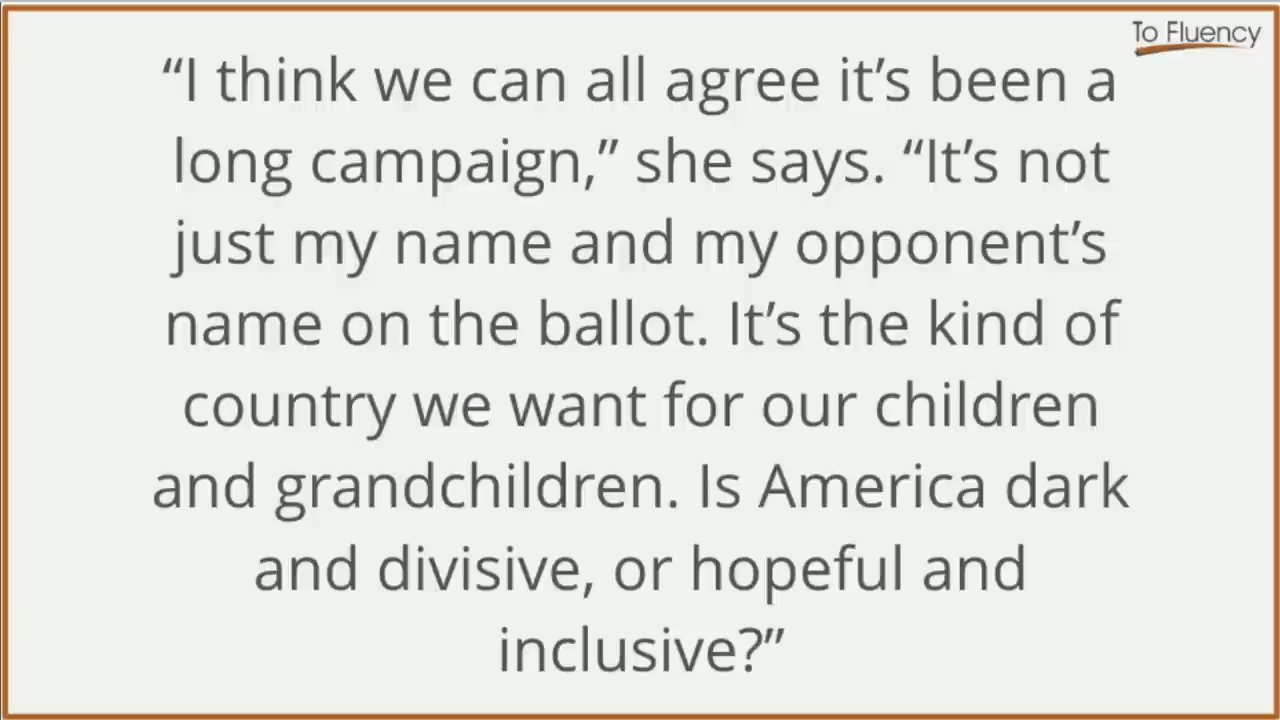 To Fluency
“I think we can all agree it’s been a
long campaign,” she says. “It’s not
just my name and my opponent’s
name on the ballot. It’s the kind of
country we want for our children
and grandchildren. Is America dark
and divisive, or hopeful and
inclusive?”